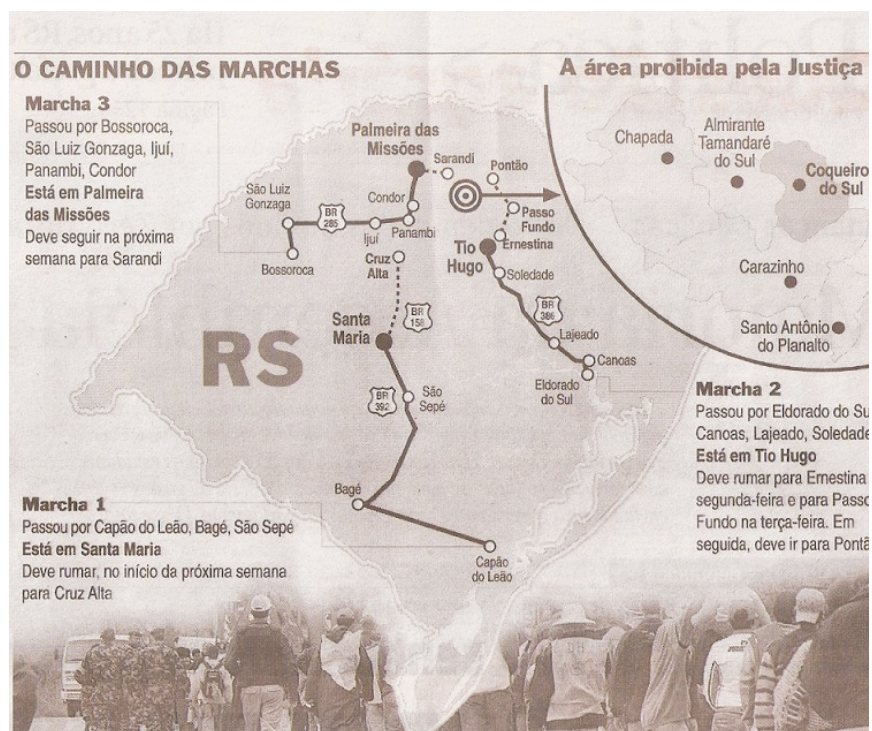 O CAMINHO DAS MARCHAS
Marcha 3
Passou por Bossoroca,
São Luiz Gonzaga, Ijuí,
Panambi, Condor
Está em Palmeira
das Missões
Deve seguir na próxima
semana para Sarandi
A área proibida pela Justiça
Chapada
Almirante
Tamandaré
do Sul
Coqueiro
do Sul
Carazinho
Santo Antônio
do Planalto
Palmeira das
Missões
Sarandi
Pontão
São Luiz
Gonzaga
BR
285
Condor
Ijuí
Panambi
Passo
Fundo
Ernestina
Tio
Hugo
Bossoroca
Cruz
Alta
Soledade
BR
386
Santa
Maria
BR
158
Lajeado
Canoas
Eldorado
do Sul
RS
BR
392
São
Sepé
Bagé
Capão
do Leão
Marcha 2
Passou por Eldorado do Su
Canoas, Lajeado, Soledade
Está em Tio Hugo
Deve rumar para Ernestina
segunda-feira e para Passo
Fundo na terça-feira. Em
seguida, deve ir para Pontã
Marcha 1
Passou por Capão do Leão, Bagé, São Sepé
Está em Santa Maria
Deve rumar, no início da próxima semana
para Cruz Alta